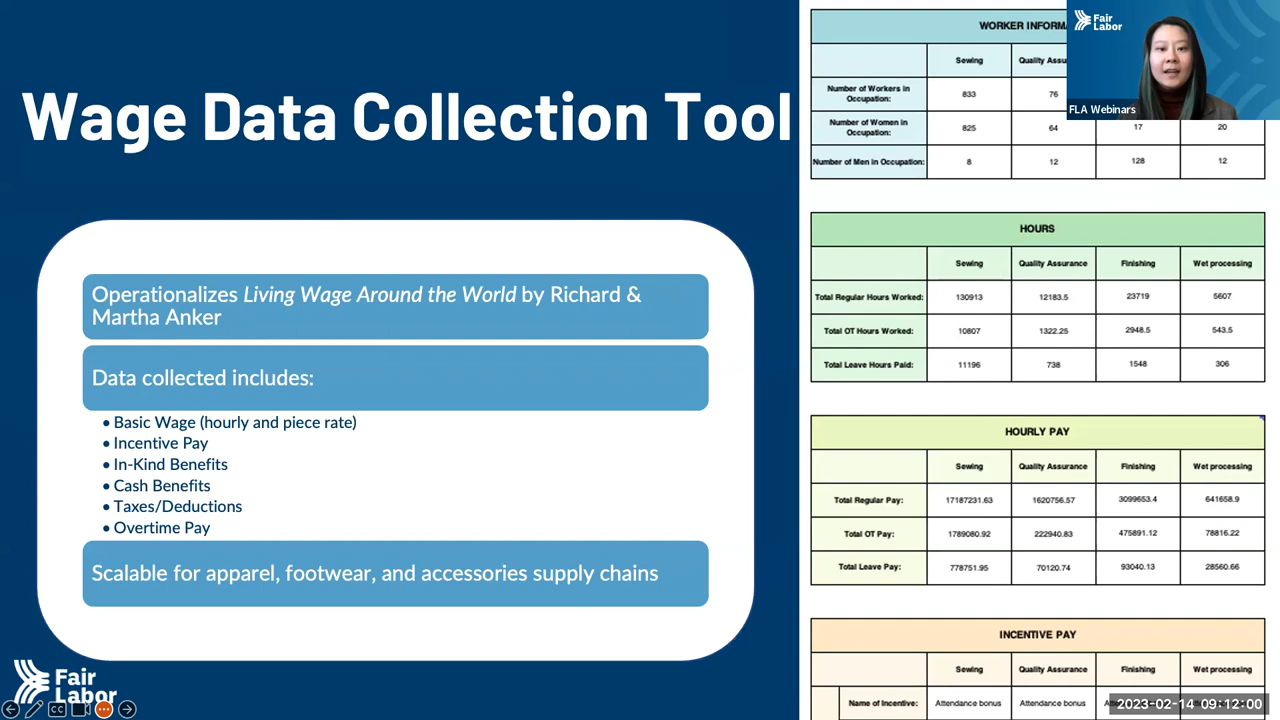 Wage Data Collection Tool
Operationalizes Living Wage Around the World by Richard &
Martha Anker
Data collected includes:
• Basic Wage (hourly and piece rate)
• Incentive Pay
• In-Kind Benefits
• Cash Benefits
• Taxes/Deductions
• Overtime Pay
Scalable for apparel, footwear, and accessories supply chains
Fair
Labor
CC
WORKER INFORMA
Sewing Quality Assu
Number of Workers in
Occupation: 833 76
Number of Women in
Occupation: 825 64 17 20
Number of Men in Occupation: 8 12 128 12
HOURS
Sewing Quality Assurance Finishing Wet processing
Total Regular Hours Worked: 130913 12183.5 23719 5607
Total OT Hours Worked: 10807 1322.25 2948.5 543.5
Total Leave Hours Paid: 11196 738 1548 306
HOURLY PAY
Sewing Quality Assurance Finishing Wet processing
Total Regular Pay: 17187231.63 1620756.57 3099653.4 641658.9
Total OT Pay: 1789080.92 222940.83 475891.12 78816.22
Total Leave Pay: 778751.95 70120.74 93040.13 28560.66
INCENTIVE PAY
Sewing Quality Assurance Finishing Wet processing
Name of Incentive: Attendance bonus Attendance bonus
2023-02-14 09:12:00
Fair
Labor
FLA Webinars